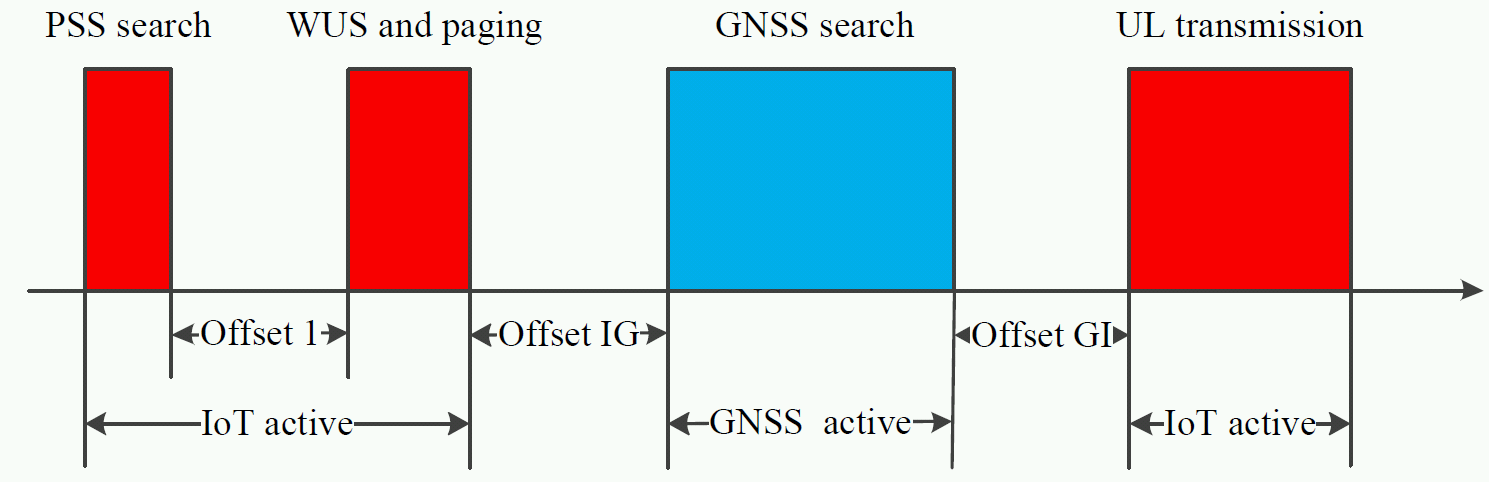 PSS search
WUS and paging
GNSS search
UL transmission
Offset 1
Offset IG
Offset GI
IoT active
GNSS active
IoT active